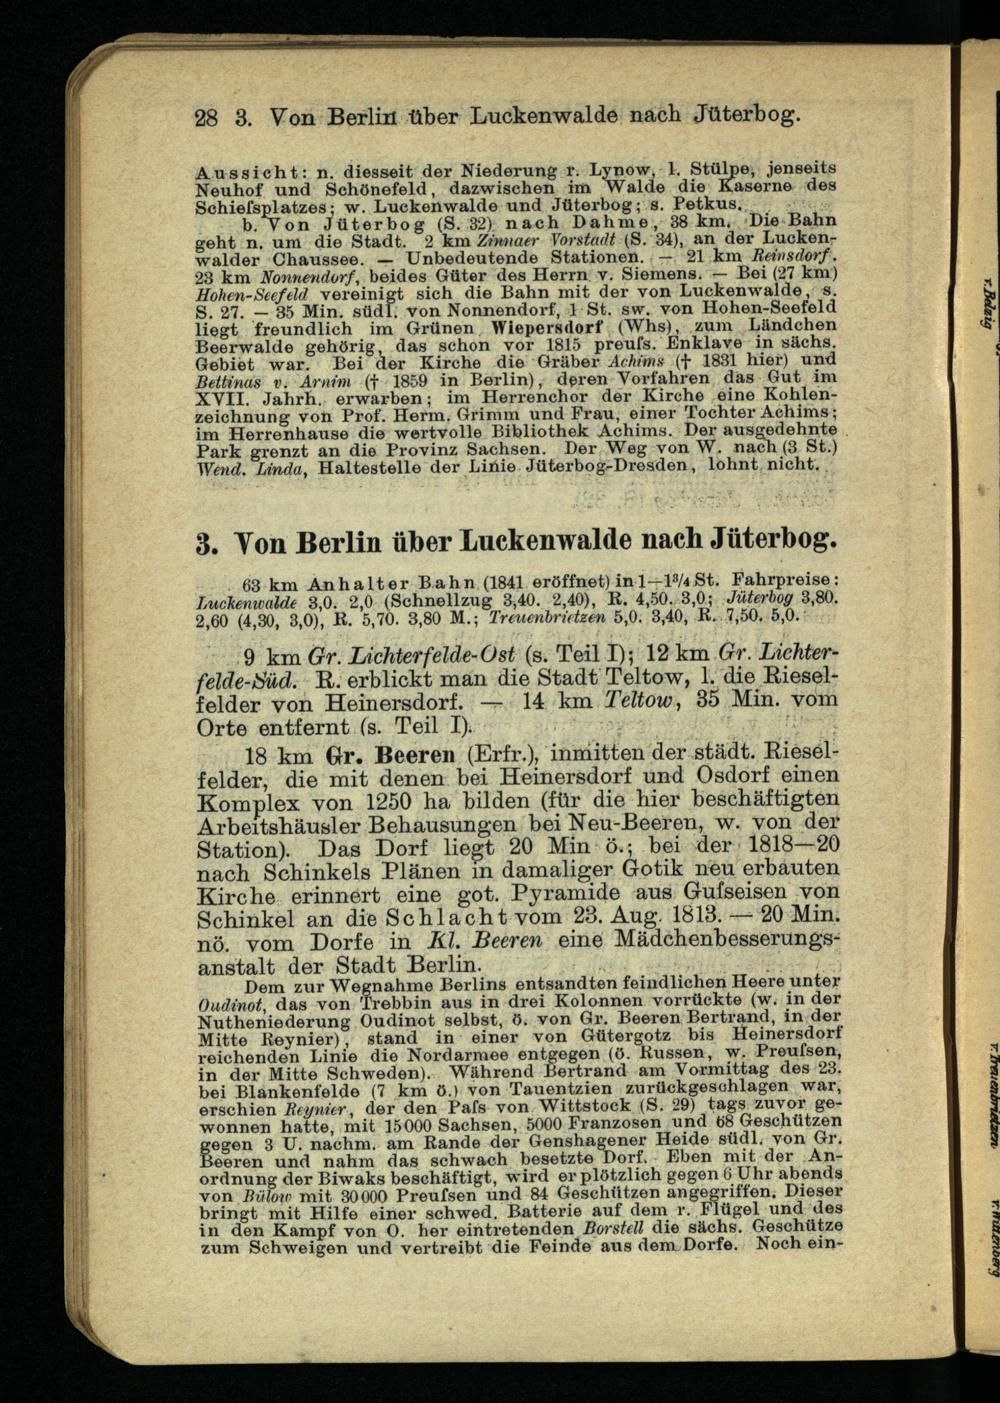 28 3. Von Berlin über Luckenwalde nach Jüterbog.
Aussicht: n. diesseit der Niederung r. Lynow, l. Stülpe, jenseits
Neuhof und Schönefeld, dazwischen im Walde die Kaserne des
Schiefsplatzes; w. Luckenwalde und Jüterbog; s. Petkus.
b. Von Jüterbog (S. 32) nach Dahme, 38 km. Die Bahn
geht n. um die Stadt. 2 km Zinnaer Vorstadt (S. 34), an der Lucken-
walder Chaussee. — Unbedeutende Stationen. — 21 km Reinsdorf.
23 km Nonnendorf, beides Güter des Herrn v. Siemens. — Bei (27 km)
Hohen-Seefeld vereinigt sich die Bahn mit der von Luckenwalde, s.
S. 27. — 35 Min. südl. von Nonnendorf, 1 St. sw. von Hohen-Seefeld
liegt freundlich im Grünen Wiepersdorf (Whs), zum Ländchen
Beerwalde gehörig, das schon vor 1815 preufs. Enklave in sächs.
Gebiet war. Bei der Kirche die Gräber Achims († 1831 hier) und
Bettinas v. Arnim († 1859 in Berlin), deren Vorfahren das Gut im
XVII. Jahrh. erwarben; im Herrenchor der Kirche eine Kohlen-
zeichnung von Prof. Herm. Grimm und Frau, einer Tochter Achims;
im Herrenhause die wertvolle Bibliothek Achims. Der ausgedehnte
Park grenzt an die Provinz Sachsen. Der Weg von W. nach (3 St.)
Wend. Linda, Haltestelle der Linie Jüterbog-Dresden, lohnt nicht.
3. Von Berlin über Luckenwalde nach Jüterbog.
63 km Anhalter Bahn (1841 eröffnet) in 1—1³/₄ St. Fahrpreise:
Luckenwalde 3,0. 2,0 (Schnellzug 3,40. 2,40), R. 4,50. 3,0.; Jüterbog 3,80.
2,60 (4,30, 3,0), R. 5,70. 3,80 M.; Treuenbrietzen 5,0. 3,40, R. 7,50. 5,0.
9 km Gr. Lichterfelde-Ost (s. Teil I); 12 km Gr. Lichter-
felde-Süd. R. erblickt man die Stadt Teltow, l. die Riesel-
felder von Heinersdorf. — 14 km Teltow, 35 Min. vom
Orte entfernt (s. Teil I).
18 km Gr. Beeren (Erfr.), inmitten der städt. Riesel-
felder, die mit denen bei Heinersdorf und Osdorf einen
Komplex von 1250 ha bilden (für die hier beschäftigten
Arbeitshäusler Behausungen bei Neu-Beeren, w. von der
Station). Das Dorf liegt 20 Min ö.; bei der 1818—20
nach Schinkels Plänen in damaliger Gotik neu erbauten
Kirche erinnert eine got. Pyramide aus Gufseisen von
Schinkel an die Schlacht vom 23. Aug. 1813. — 20 Min.
nö. vom Dorfe in Kl. Beeren eine Mädchenbesserungs-
anstalt der Stadt Berlin.
Dem zur Wegnahme Berlins entsandten feindlichen Heere unter
Oudinot, das von Trebbin aus in drei Kolonnen vorrückte (w. in der
Nutheniederung Oudinot selbst, ö. von Gr. Beeren Bertrand, in der
Mitte Reynier), stand in einer von Gütergotz bis Heinersdorf
reichenden Linie die Nordarmee entgegen (ö. Russen, w. Preufsen,
in der Mitte Schweden). Während Bertrand am Vormittag des 23.
bei Blankenfelde (7 km ö.) von Tauentzien zurückgeschlagen war,
erschien Reynier, der den Pafs von Wittstock (S. 29) tags zuvor ge-
wonnen hatte, mit 15000 Sachsen, 5000 Franzosen und 68 Geschützen
gegen 3 U. nachm. am Rande der Genshagener Heide südl. von Gr.
Beeren und nahm das schwach besetzte Dorf. Eben mit der An-
ordnung der Biwaks beschäftigt, wird er plötzlich gegen 6 Uhr abends
von Bülow mit 30000 Preufsen und 84 Geschützen angegriffen. Dieser
bringt mit Hilfe einer schwed. Batterie auf dem r. Flügel und des
in den Kampf von O. her eintretenden Borstell die sächs. Geschütze
zum Schweigen und vertreibt die Feinde aus dem Dorfe. Noch ein-
v. Belzig
v. Treuenbrietzen
v. Wittenberg